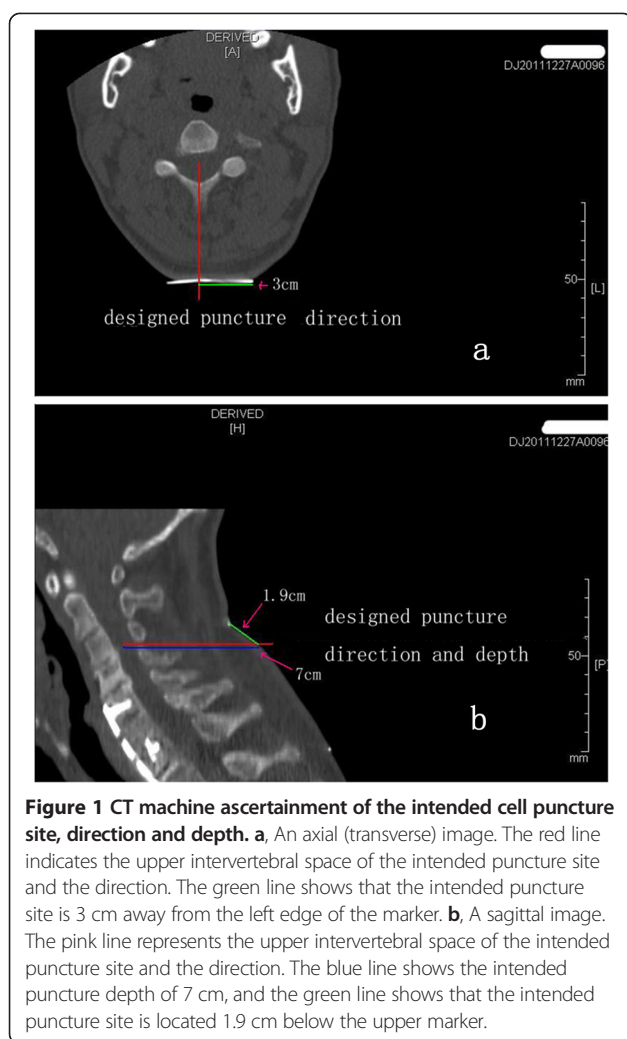 DERIVED
[A]
DJ20111227A0096
3cm
50
[L]
designed puncture direction
a
mm
DERIVED
[H]
DJ20111227A0096
1.9cm
designed puncture
50
[P]
direction and depth
7cm
b
mm
Figure 1 CT machine ascertainment of the intended cell puncture
site, direction and depth. a, An axial (transverse) image. The red line
indicates the upper intervertebral space of the intended puncture site
and the direction. The green line shows that the intended puncture
site is 3 cm away from the left edge of the marker. b, A sagittal image.
The pink line represents the upper intervertebral space of the intended
puncture site and the direction. The blue line shows the intended
puncture depth of 7 cm, and the green line shows that the intended
puncture site is located 1.9 cm below the upper marker.